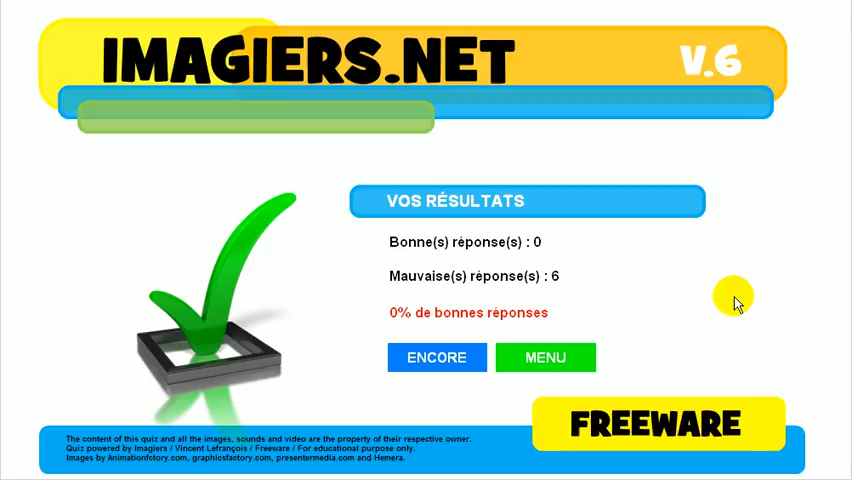 IMAGIERS.NET
V.6
VOS RÉSULTATS
Bonne(s) réponse(s) : 0
Mauvaise(s) réponse(s) : 6
0% de bonnes réponses
ENCORE
MENU
FREEWARE
The content of this quiz and all the images, sounds and video are the property of their respective owner.
Quiz powered by Imagiers / Vincent Lefrançois / For educational purpose only.
Images by Animationfctory.com, graphicsfactory.com, presentermedia.com and Hemera.